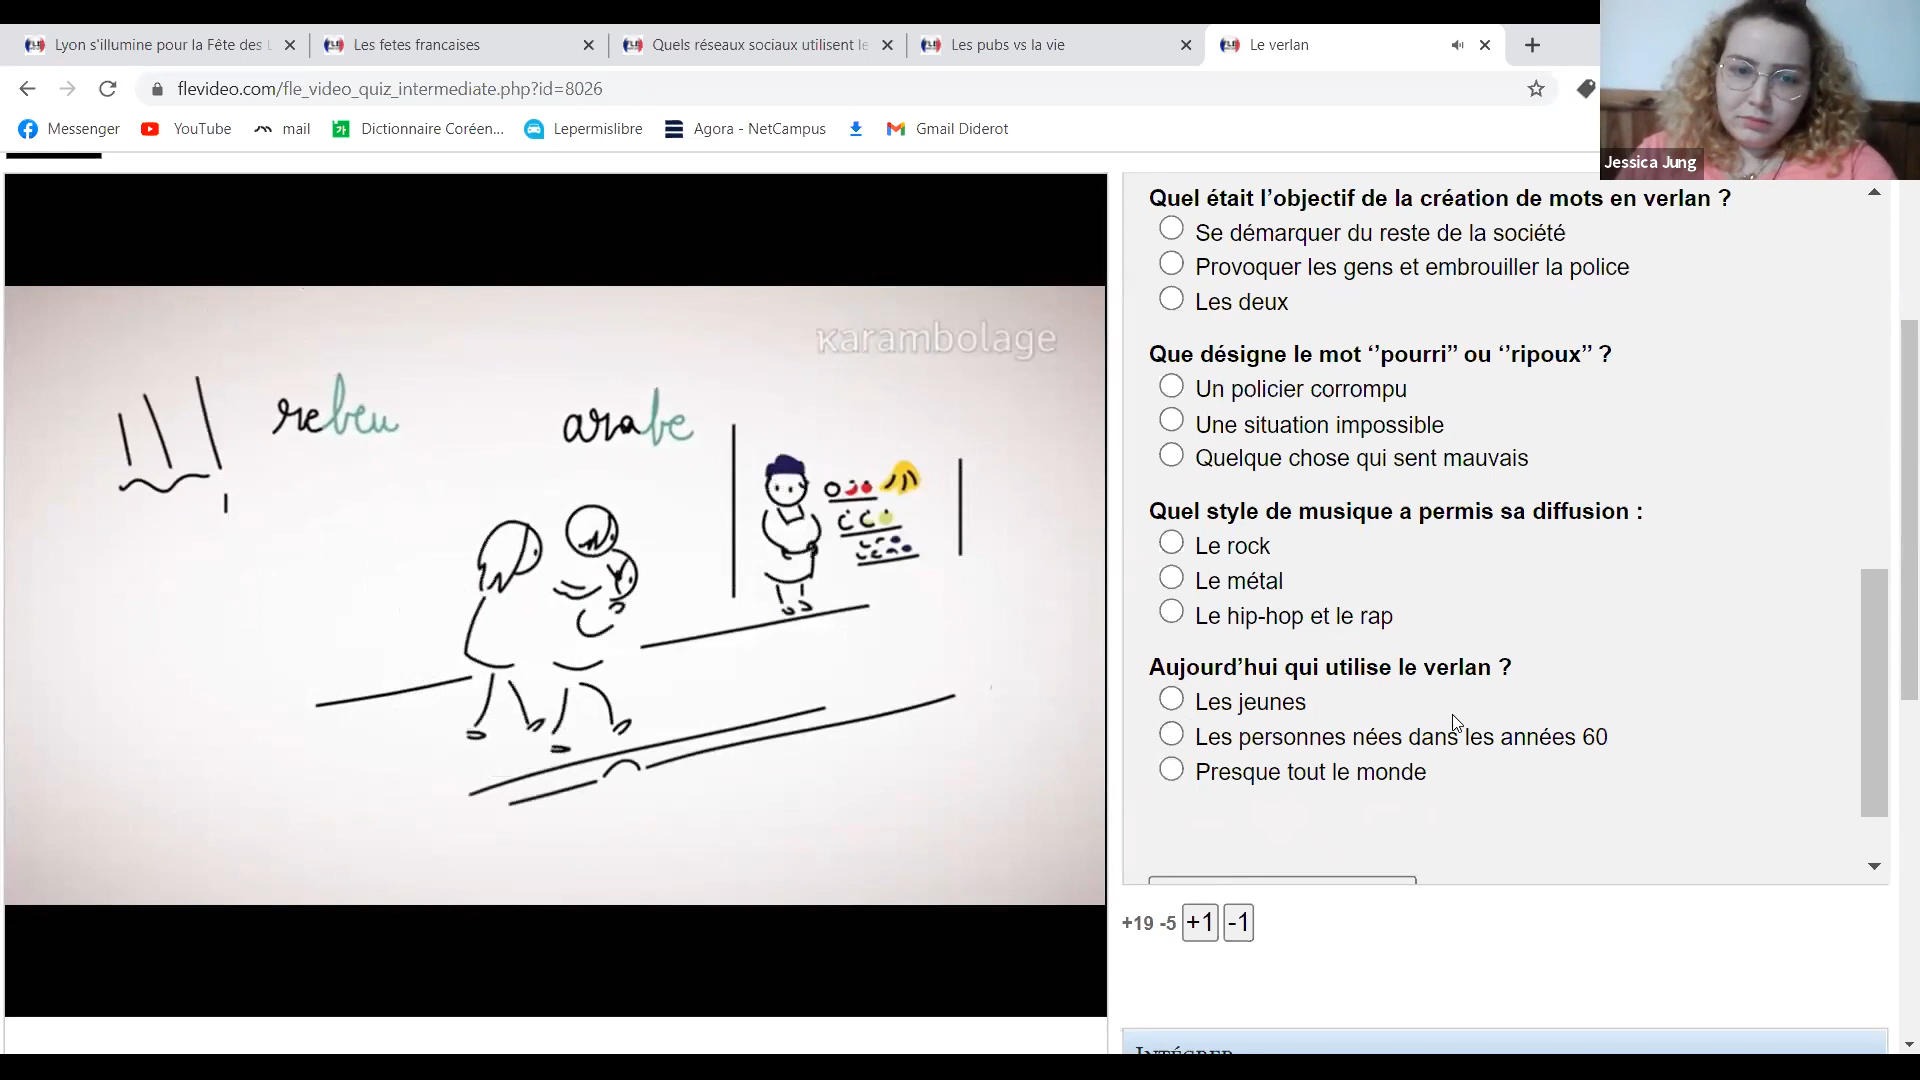 Lyon s'illumine pour la Fête des L
Les fetes francaises
Quels réseaux sociaux utilisent le
Les pubs vs la vie
Le verlan
flevideo.com/fle_video_quiz_intermediate.php?id=8026
Messenger
YouTube
mail
Dictionnaire Coréen...
Lepermislibre
Agora - NetCampus
Gmail Diderot
Jessica Jung
karambolage
rebeu
arabe
Quel était l’objectif de la création de mots en verlan ?
Se démarquer du reste de la société
Provoquer les gens et embrouiller la police
Les deux
Que désigne le mot ‘’pourri’’ ou ‘’ripoux’’ ?
Un policier corrompu
Une situation impossible
Quelque chose qui sent mauvais
Quel style de musique a permis sa diffusion :
Le rock
Le métal
Le hip-hop et le rap
Aujourd’hui qui utilise le verlan ?
Les jeunes
Les personnes nées dans les années 60
Presque tout le monde
+19 -5 +1 -1
INTÉGRER